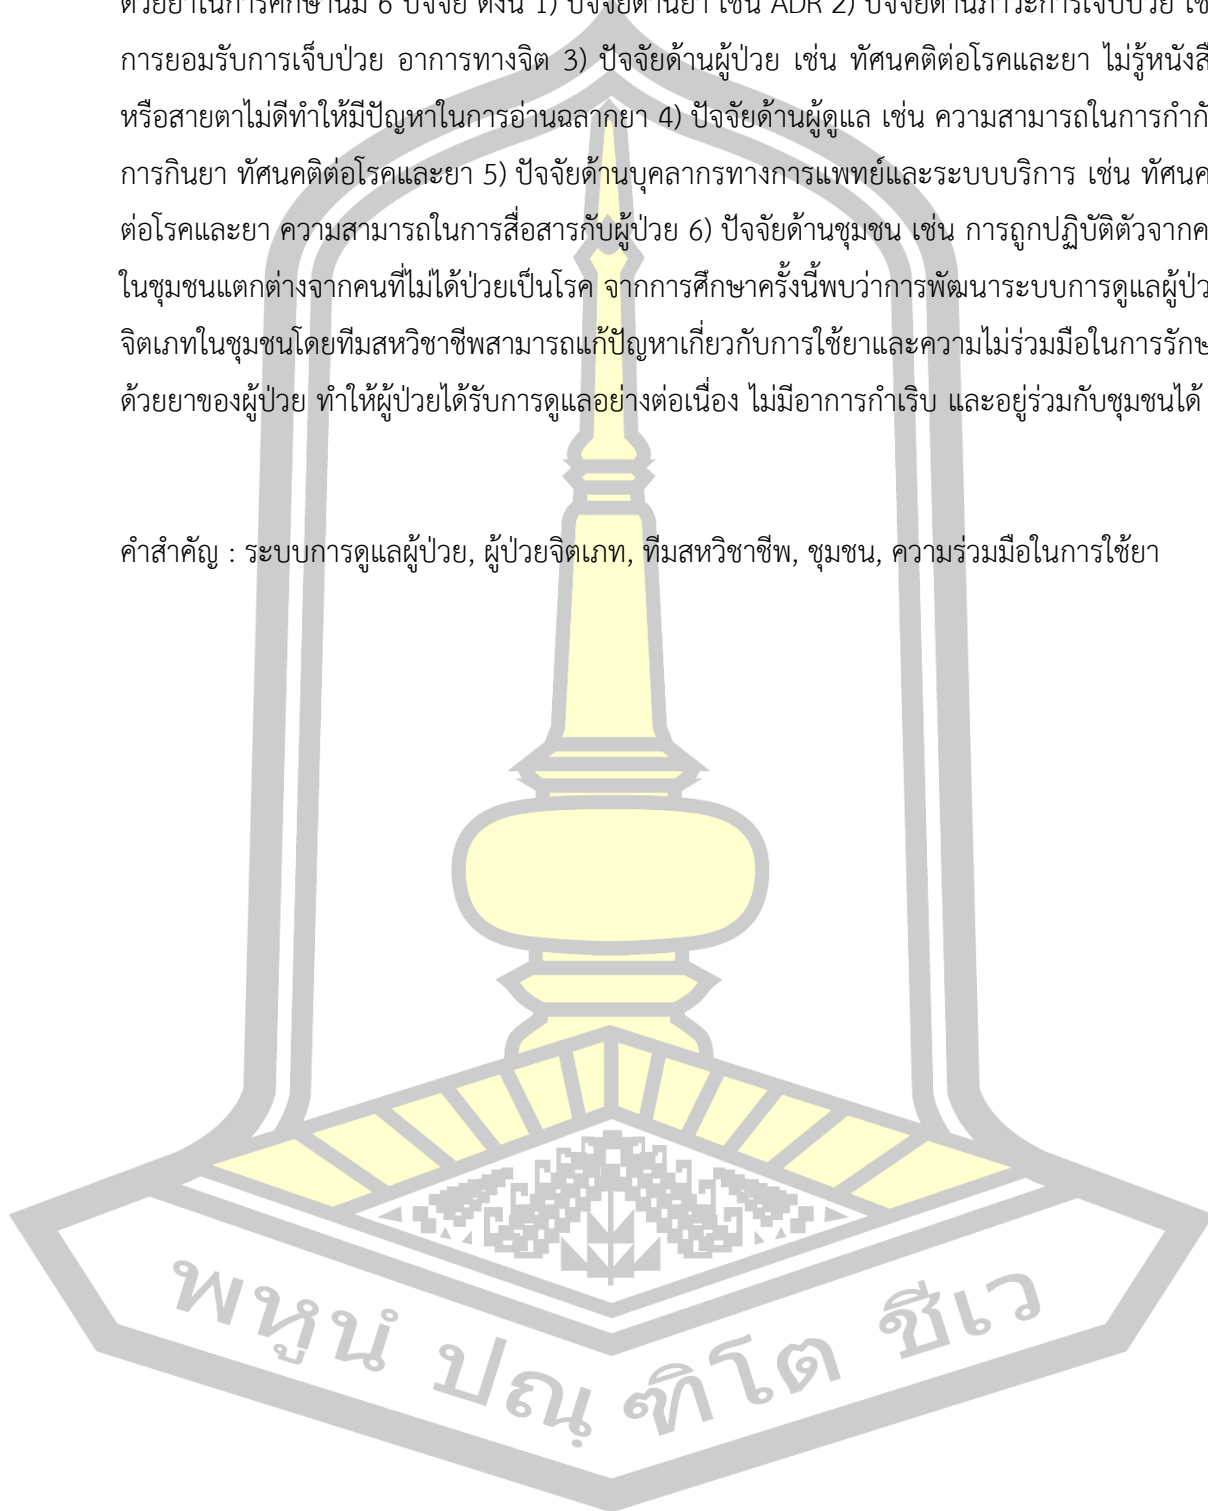 ด้วยยาในการศึกษานี้มี 6 ปัจจัย ดังนี้ 1) ปัจจัยด้านยา เช่น ADR 2) ปัจจัยด้านภาวะการเจ็บป่วย เช
การยอมรับการเจ็บป่วย อาการทางจิต 3) ปัจจัยด้านผู้ป่วย เช่น ทัศนคติต่อโรคและยา ไม่รู้หนังสื
หรือสายตาไม่ดีทำให้มีปัญหาในการอ่านฉลากยา 4) ปัจจัยด้านผู้ดูแล เช่น ความสามารถในการกำกั
การกินยา ทัศนคติต่อโรคและยา 5) ปัจจัยด้านบุคลากรทางการแพทย์และระบบบริการ เช่น ทัศนค
ต่อโรคและยา ความสามารถในการสื่อสารกับผู้ป่วย 6) ปัจจัยด้านชุมชน เช่น การถูกปฏิบัติตัวจากค
ในชุมชนแตกต่างจากคนที่ไม่ได้ป่วยเป็นโรค จากการศึกษาครั้งนี้พบว่าการพัฒนาระบบการดูแลผู้ป่ว
จิตเภทในชุมชนโดยทีมสหวิชาชีพสามารถแก้ปัญหาเกี่ยวกับการใช้ยาและความไม่ร่วมมือในการรักษ
ด้วยยาของผู้ป่วย ทำให้ผู้ป่วยได้รับการดูแลอย่างต่อเนื่อง ไม่มีอาการกำเริบ และอยู่ร่วมกับชุมชนได้
คำสำคัญ : ระบบการดูแลผู้ป่วย, ผู้ป่วยจิตเภท, ทีมสหวิชาชีพ, ชุมชน, ความร่วมมือในการใช้ยา
พหูนํ ปณฺ ฑิโต ชีเว